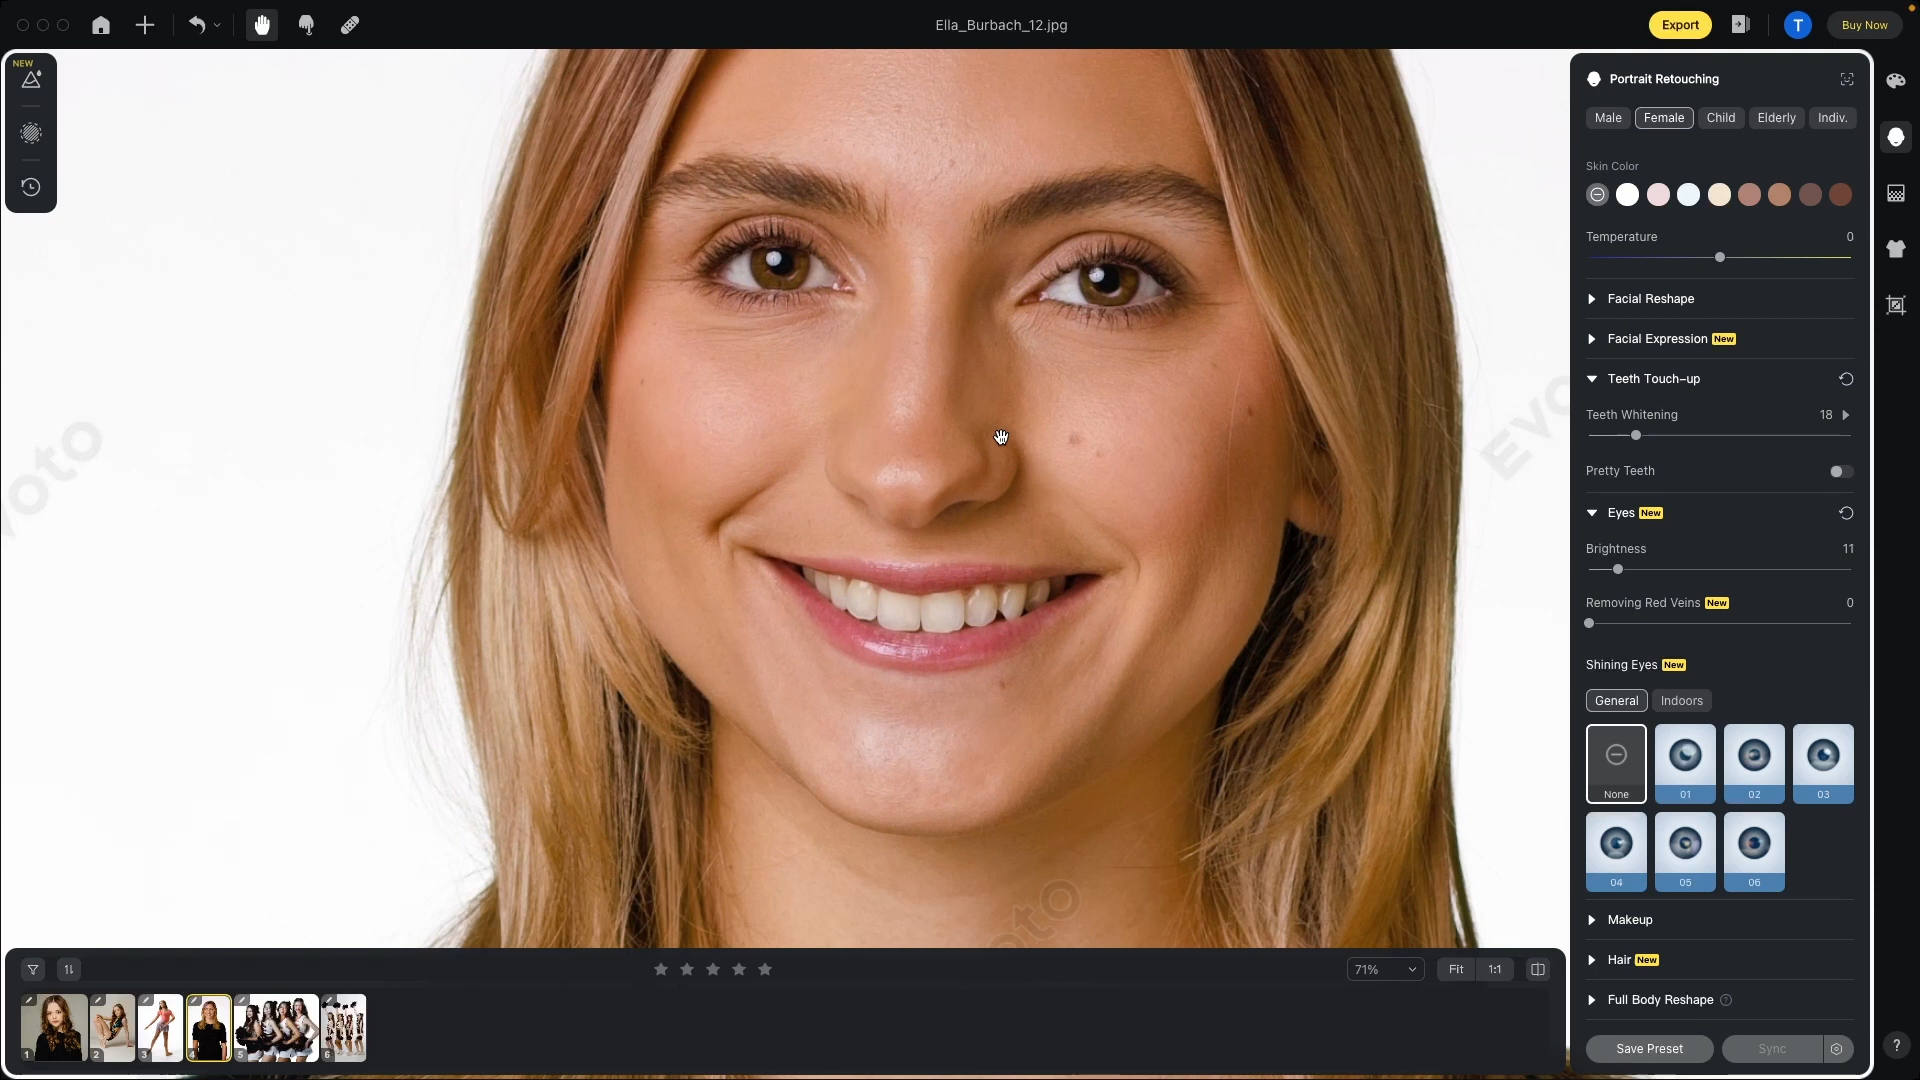 Ella_Burbach_12.jpg
Export
T
Buy Now
NEW
Portrait Retouching
Male
Female
Child
Elderly
Indiv.
Skin Color
Temperature
0
Facial Reshape
Facial Expression New
Teeth Touch-up
Teeth Whitening
18
Pretty Teeth
Eyes New
Brightness
11
Removing Red Veins New
0
Shining Eyes New
General
Indoors
None
01
02
03
04
05
06
Makeup
Hair New
Full Body Reshape ?
71%
Fit
1:1
1
2
3
4
5
6
Save Preset
Sync
?